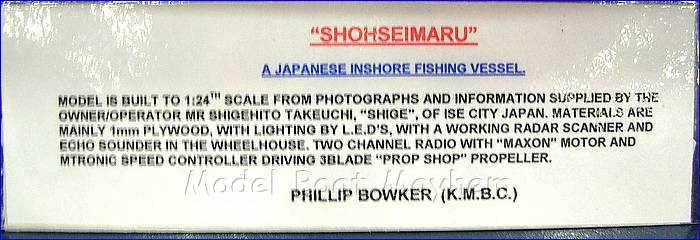 "SHOHSEIMARU"
A JAPANESE INSHORE FISHING VESSEL.
MODEL IS BUILT TO 1:24TH SCALE FROM PHOTOGRAPHS AND INFORMATION SUPPLIED BY THE
OWNER/OPERATOR MR SHIGEHITO TAKEUCHI, "SHIGE", OF ISE CITY JAPAN. MATERIALS ARE
MAINLY 1mm PLYWOOD, WITH LIGHTING BY L.E.D'S, WITH A WORKING RADAR SCANNER AND
ECHO SOUNDER IN THE WHEELHOUSE. TWO CHANNEL RADIO WITH "MAXON" MOTOR AND
MTRONIC SPEED CONTROLLER DRIVING 3BLADE "PROP SHOP" PROPELLER.
Model Boat Mayhem
PHILLIP BOWKER (K.M.B.C.)